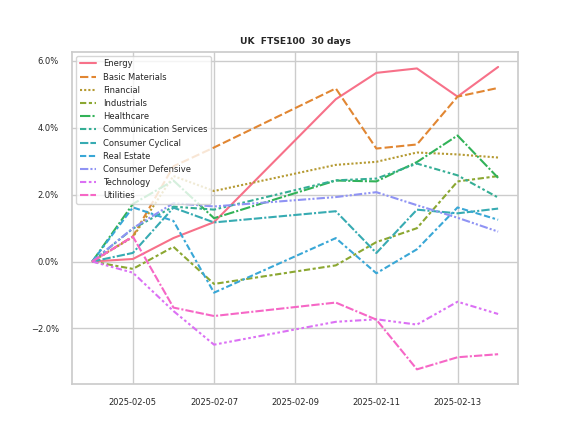 UK FTSE100 30 days
6.0%
4.0%
2.0%
0.0%
−2.0%
Energy
Basic Materials
Financial
Industrials
Healthcare
Communication Services
Consumer Cyclical
Real Estate
Consumer Defensive
Technology
Utilities
2025-02-05
2025-02-07
2025-02-09
2025-02-11
2025-02-13